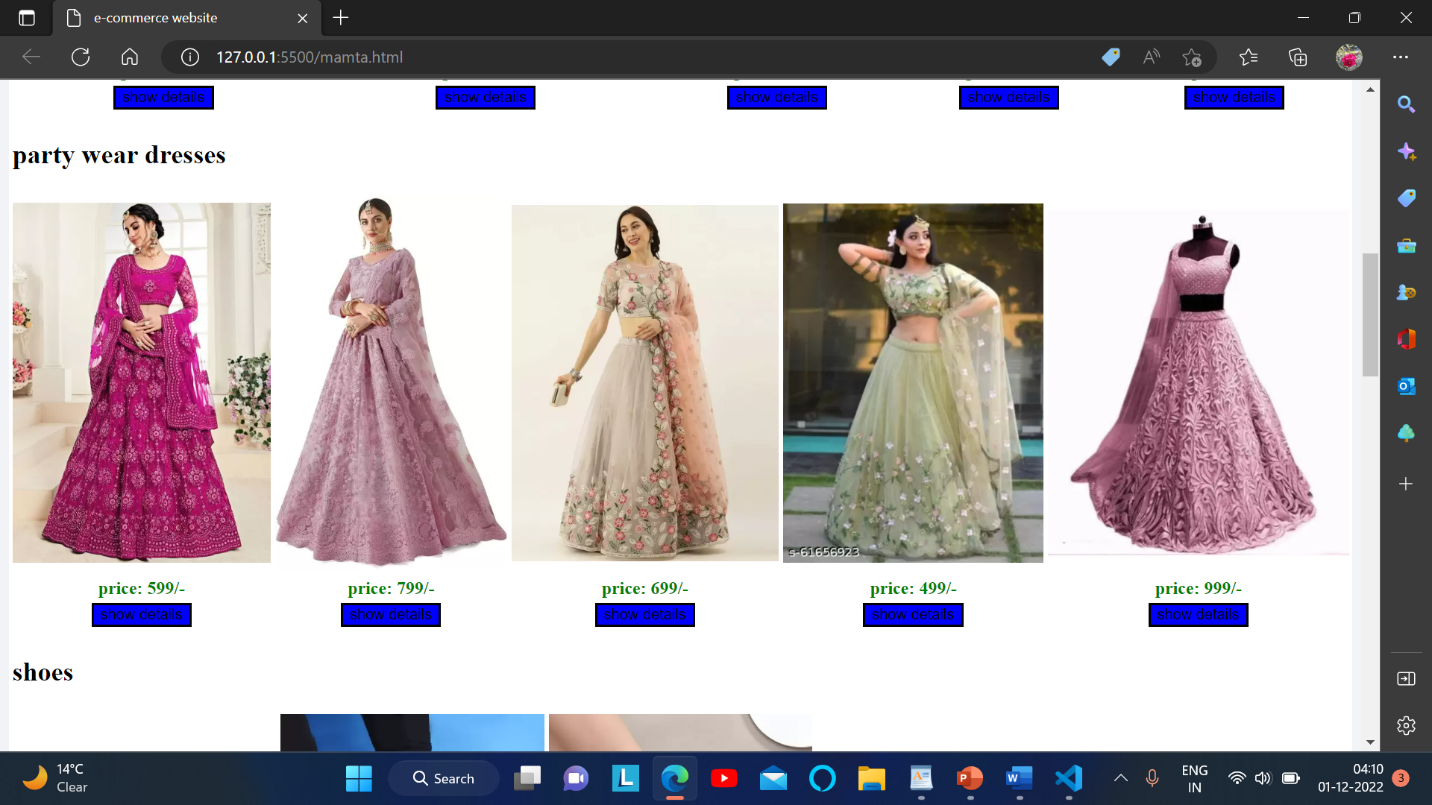 e-commerce website
127.0.0.1:5500/mamta.html
show details show details show details show details show details
party wear dresses
s-61656923
price: 599/- price: 799/- price: 699/- price: 499/- price: 999/-
show details show details show details show details show details
shoes
14°C
Clear
Search
L
P
W
ENG
IN
04:10
01-12-2022
3